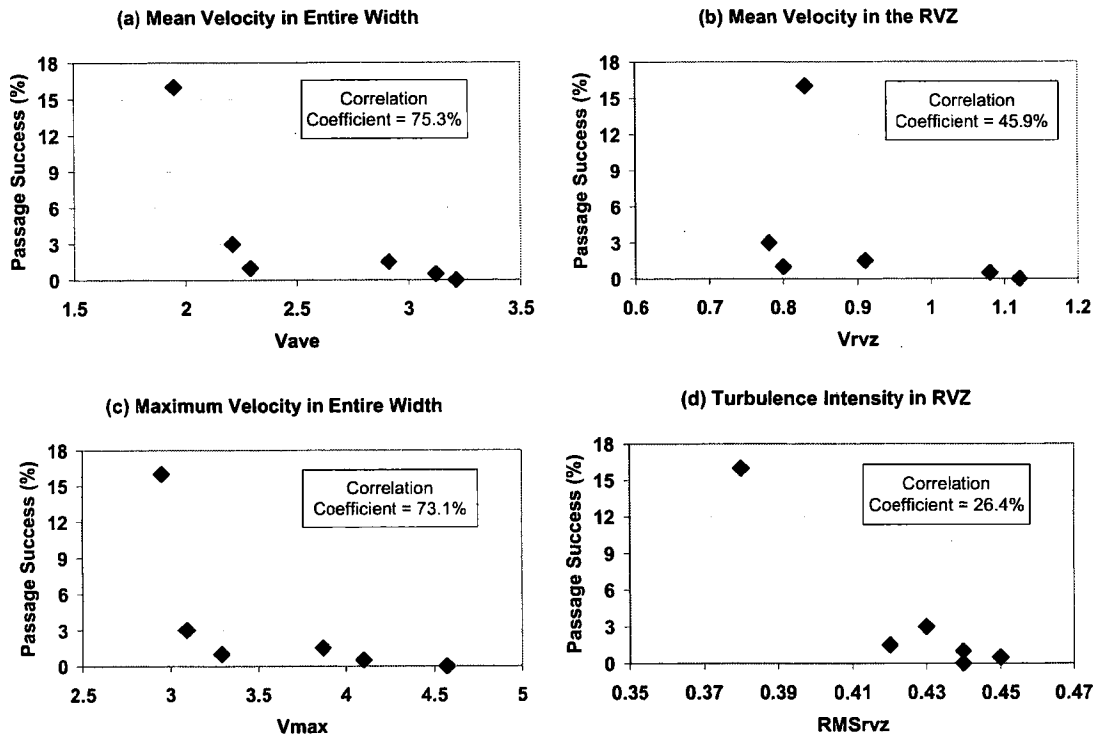 (a) Mean Velocity in Entire Width
Passage Success (%)
18
15
12
9
6
3
0
Correlation
Coefficient = 75.3%
1.5 2 2.5 3 3.5
Vave
(b) Mean Velocity in the RVZ
Passage Success (%)
18
15
12
9
6
3
0
Correlation
Coefficient = 45.9%
0.6 0.7 0.8 0.9 1 1.1 1.2
Vrvz
(c) Maximum Velocity in Entire Width
Passage Success (%)
18
15
12
9
6
3
0
Correlation
Coefficient = 73.1%
2.5 3 3.5 4 4.5 5
Vmax
(d) Turbulence Intensity in RVZ
Passage Success (%)
18
15
12
9
6
3
0
Correlation
Coefficient = 26.4%
0.35 0.37 0.39 0.41 0.43 0.45 0.47
RMSrvz